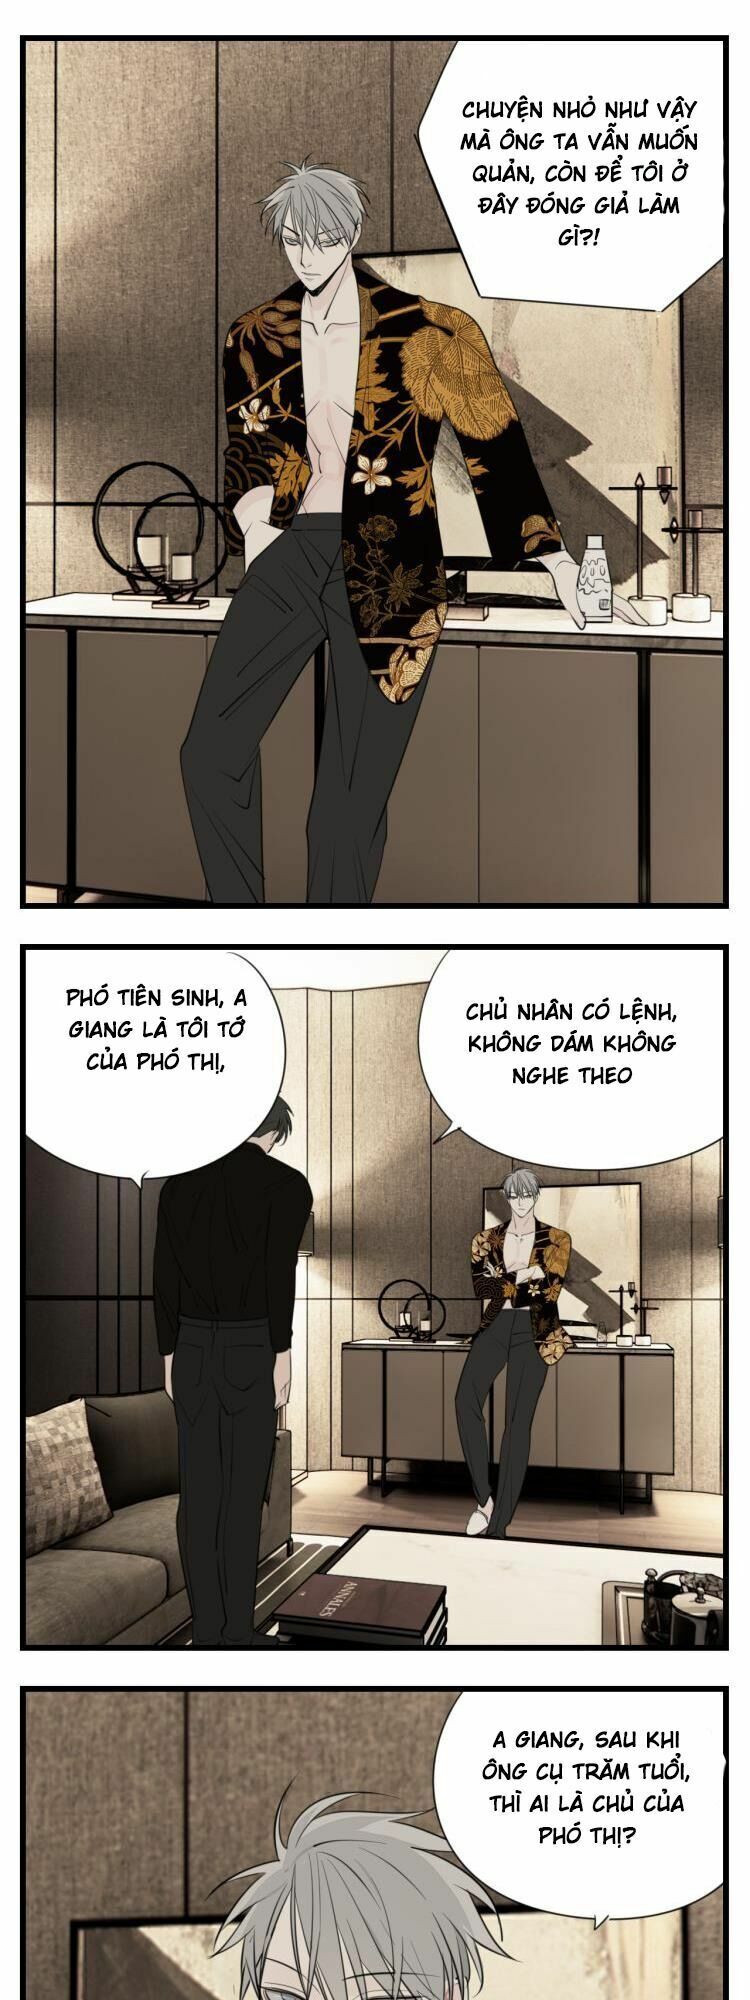 CHUYỆN NHỎ NHƯ VẬY
MÀ ÔNG TA VẪN MUỐN
QUẢN, CÒN ĐỂ TÔI Ở
ĐÂY ĐÓNG GIẢ LÀM
GÌ?!
PHÓ TIÊN SINH, A
GIANG LÀ TÔI TỚ
CỦA PHÓ THỊ,
CHỦ NHÂN CÓ LỆNH,
KHÔNG DÁM KHÔNG
NGHE THEO
ANNALES
A GIANG, SAU KHI
ÔNG CỤ TRĂM TUỔI,
THÌ AI LÀ CHỦ CỦA
PHÓ THỊ?